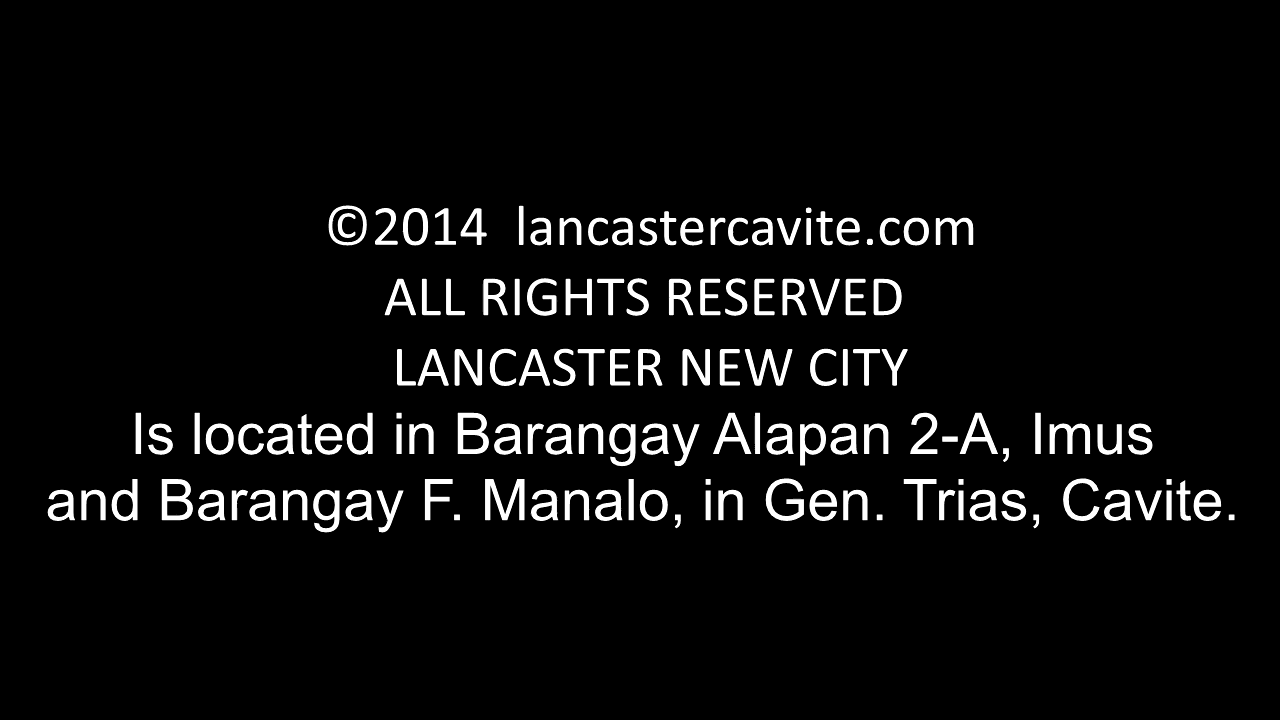 ©2014 lancastercavite.com
ALL RIGHTS RESERVED
LANCASTER NEW CITY
Is located in Barangay Alapan 2-A, Imus
and Barangay F. Manalo, in Gen. Trias, Cavite.